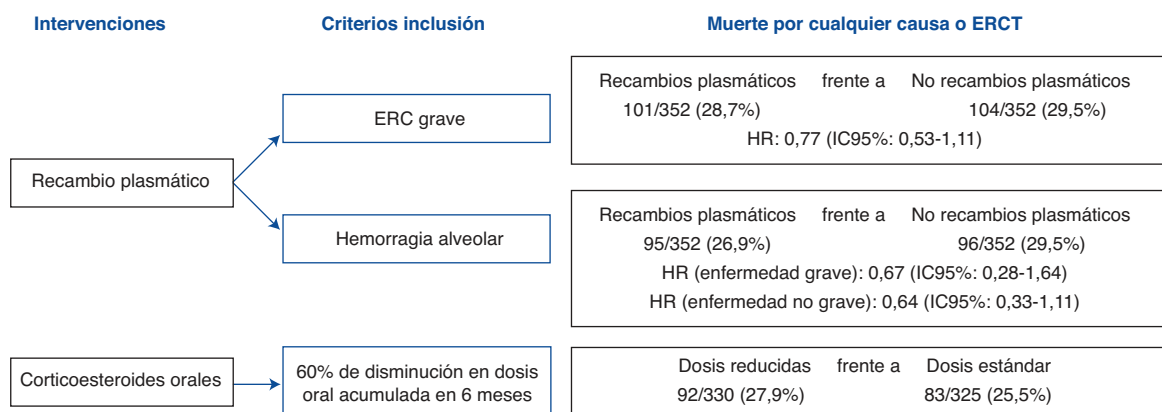 Intervenciones Criterios inclusión Muerte por cualquier causa o ERCT
Recambio plasmático
ERC grave
Recambios plasmáticos frente a No recambios plasmáticos
101/352 (28,7%) 104/352 (29,5%)
HR: 0,77 (IC95%: 0,53-1,11)
Hemorragia alveolar
Recambios plasmáticos frente a No recambios plasmáticos
95/352 (26,9%) 96/352 (29,5%)
HR (enfermedad grave): 0,67 (IC95%: 0,28-1,64)
HR (enfermedad no grave): 0,64 (IC95%: 0,33-1,11)
Corticoesteroides orales
60% de disminución en dosis
oral acumulada en 6 meses
Dosis reducidas frente a Dosis estándar
92/330 (27,9%) 83/325 (25,5%)